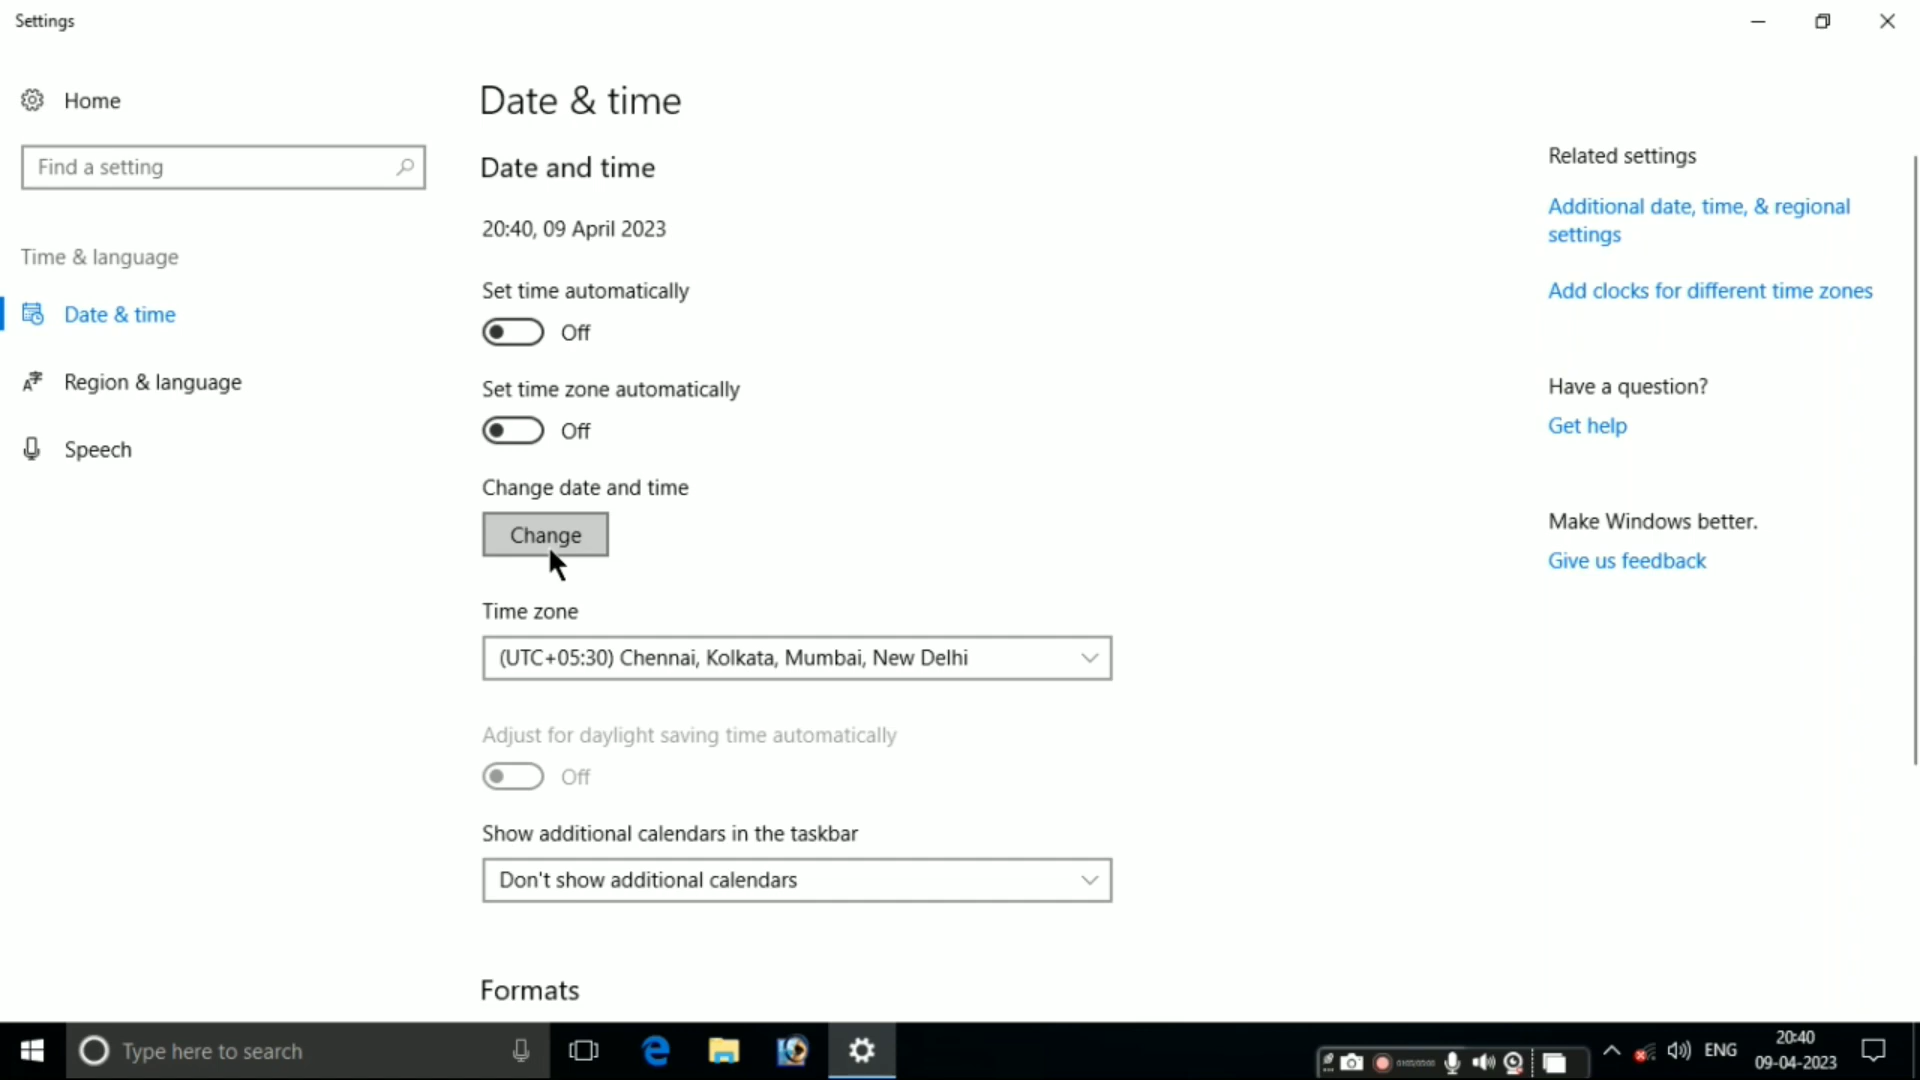 Settings
Home
Find a setting
Time & language
Date & time
Region & language
Speech
Date & time
Date and time
20:40, 09 April 2023
Set time automatically
Off
Set time zone automatically
Off
Change date and time
Change
Time zone
(UTC+05:30) Chennai, Kolkata, Mumbai, New Delhi
Adjust for daylight saving time automatically
Off
Show additional calendars in the taskbar
Don't show additional calendars
Formats
Related settings
Additional date, time, & regional
settings
Add clocks for different time zones
Have a question?
Get help
Make Windows better.
Give us feedback
Type here to search
ENG
20:40
09-04-2023